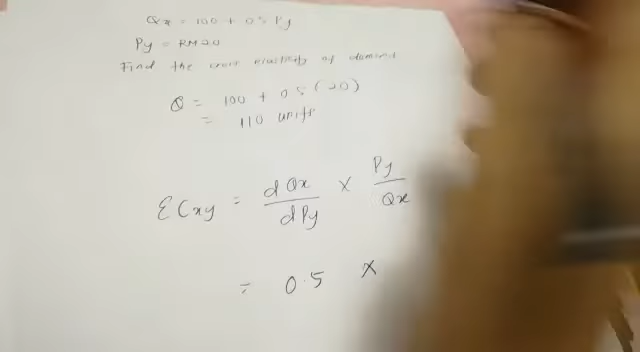 Qx = 100 + 0.5 Py
Py = RM20
Find the cross elasticity of demand
Q = 100 + 0.5 (20)
= 110 units
ECxy = dQx / dPy × Py / Qx
= 0.5 ×